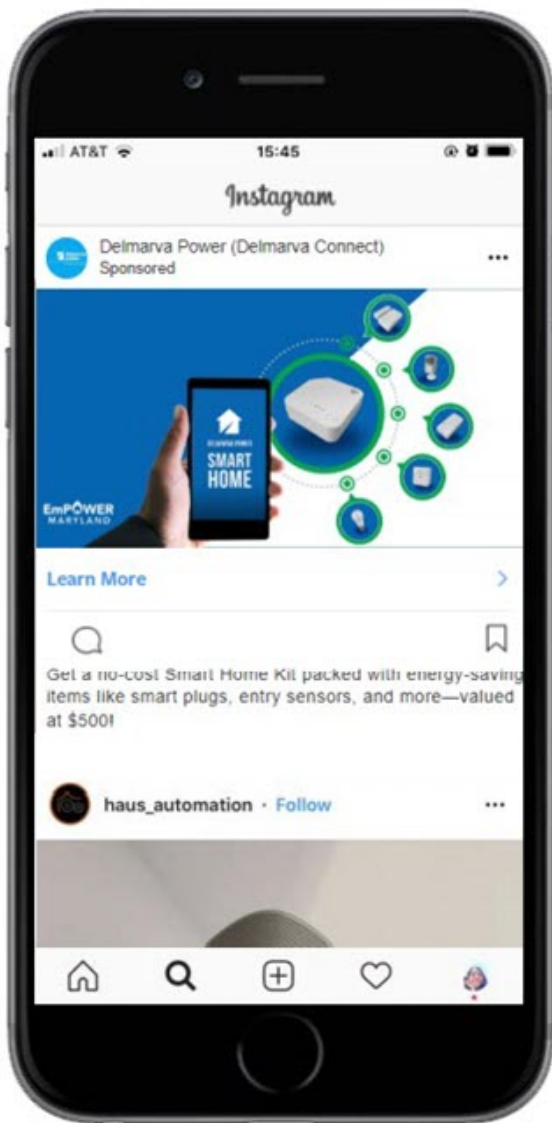 AT&T
15:45
Instagram
Delmarva Power (Delmarva Connect)
Sponsored
DELMARVA POWER
SMART
HOME
EmPOWER
MARYLAND
Learn More
Get a no-cost Smart Home Kit packed with energy-saving
items like smart plugs, entry sensors, and more—valued
at $500!
haus_automation · Follow